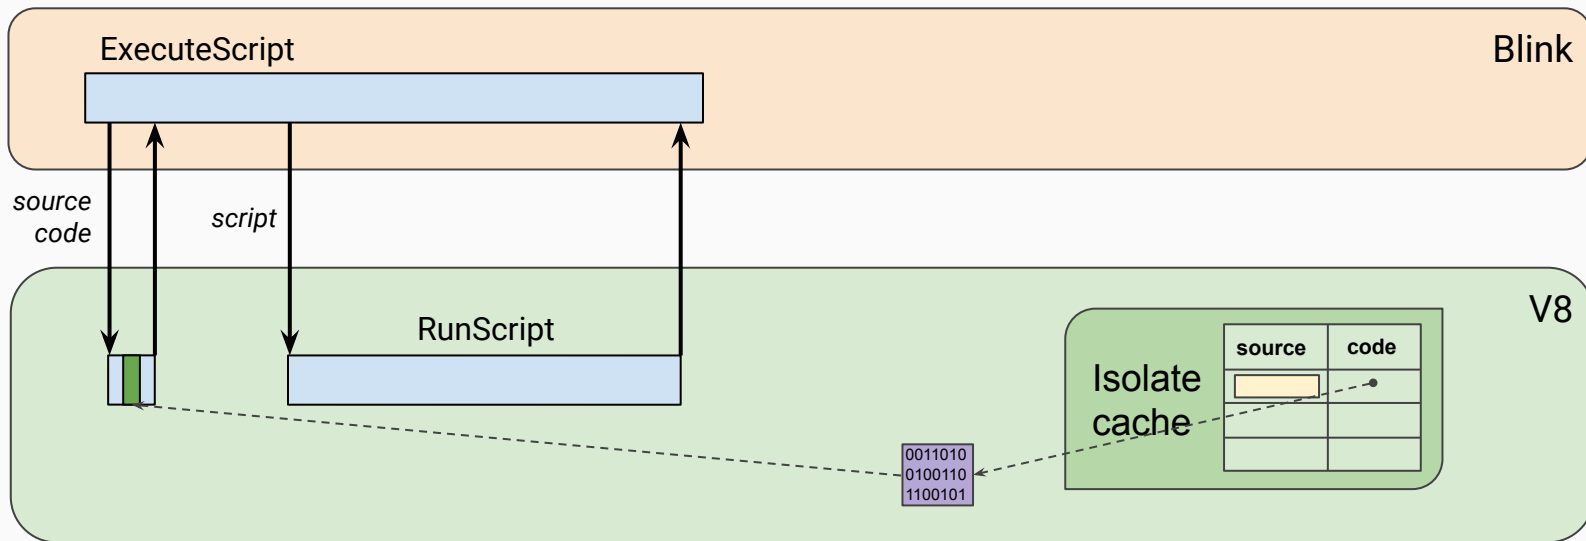 ExecuteScript
Blink
source
code
script
V8
RunScript
source code
Isolate
cache
0011010
0100110
1100101